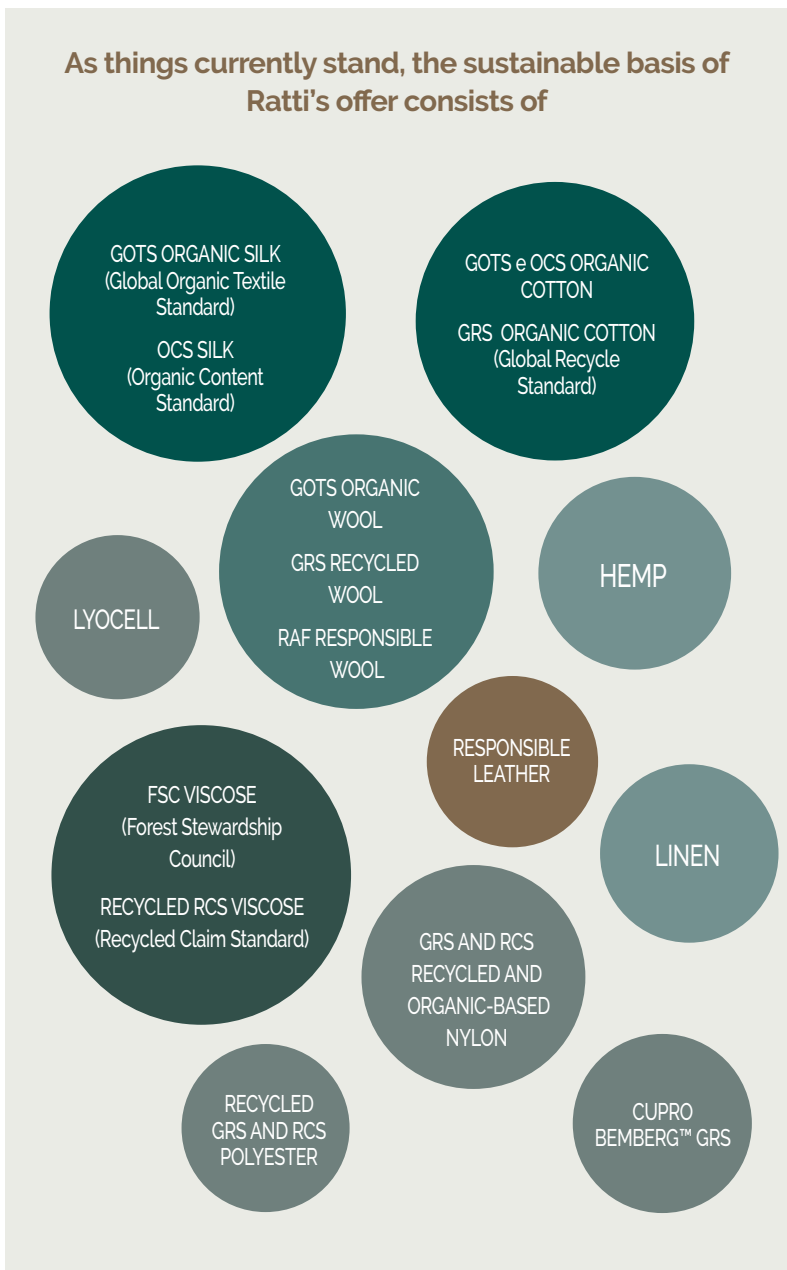 As things currently stand, the sustainable basis of
Ratti's offer consists of
GOTS ORGANIC SILK
(Global Organic Textile
Standard)
OCS SILK
(Organic Content
Standard)
GOTS e OCS ORGANIC
COTTON
GRS ORGANIC COTTON
(Global Recycle
Standard)
GOTS ORGANIC
WOOL
GRS RECYCLED
WOOL
RAF RESPONSIBLE
WOOL
HEMP
LYOCELL
RESPONSIBLE
LEATHER
FSC VISCOSE
(Forest Stewardship
Council)
RECYCLED RCS VISCOSE
(Recycled Claim Standard)
LINEN
GRS AND RCS
RECYCLED AND
ORGANIC-BASED
NYLON
RECYCLED
GRS AND RCS
POLYESTER
CUPRO
BEMBERG™ GRS